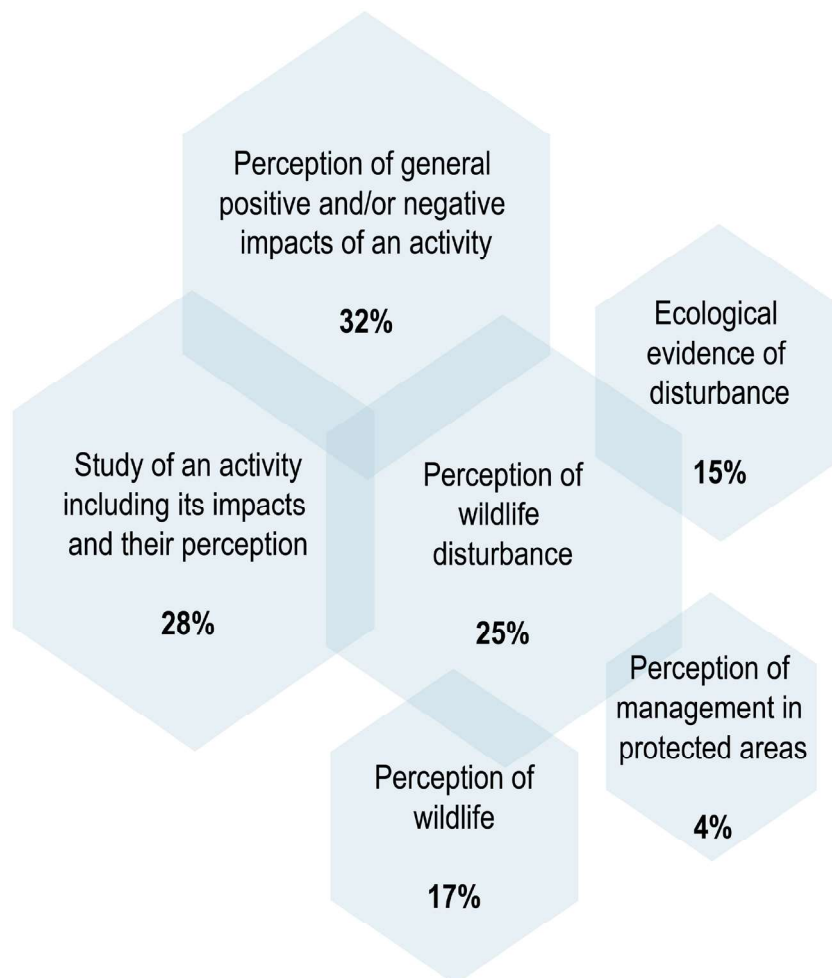 Perception of general
positive and/or negative
impacts of an activity
32%
Ecological
evidence of
disturbance
15%
Study of an activity
including its impacts
and their perception
28%
Perception of
wildlife
disturbance
25%
Perception of
management in
protected areas
4%
Perception of
wildlife
17%